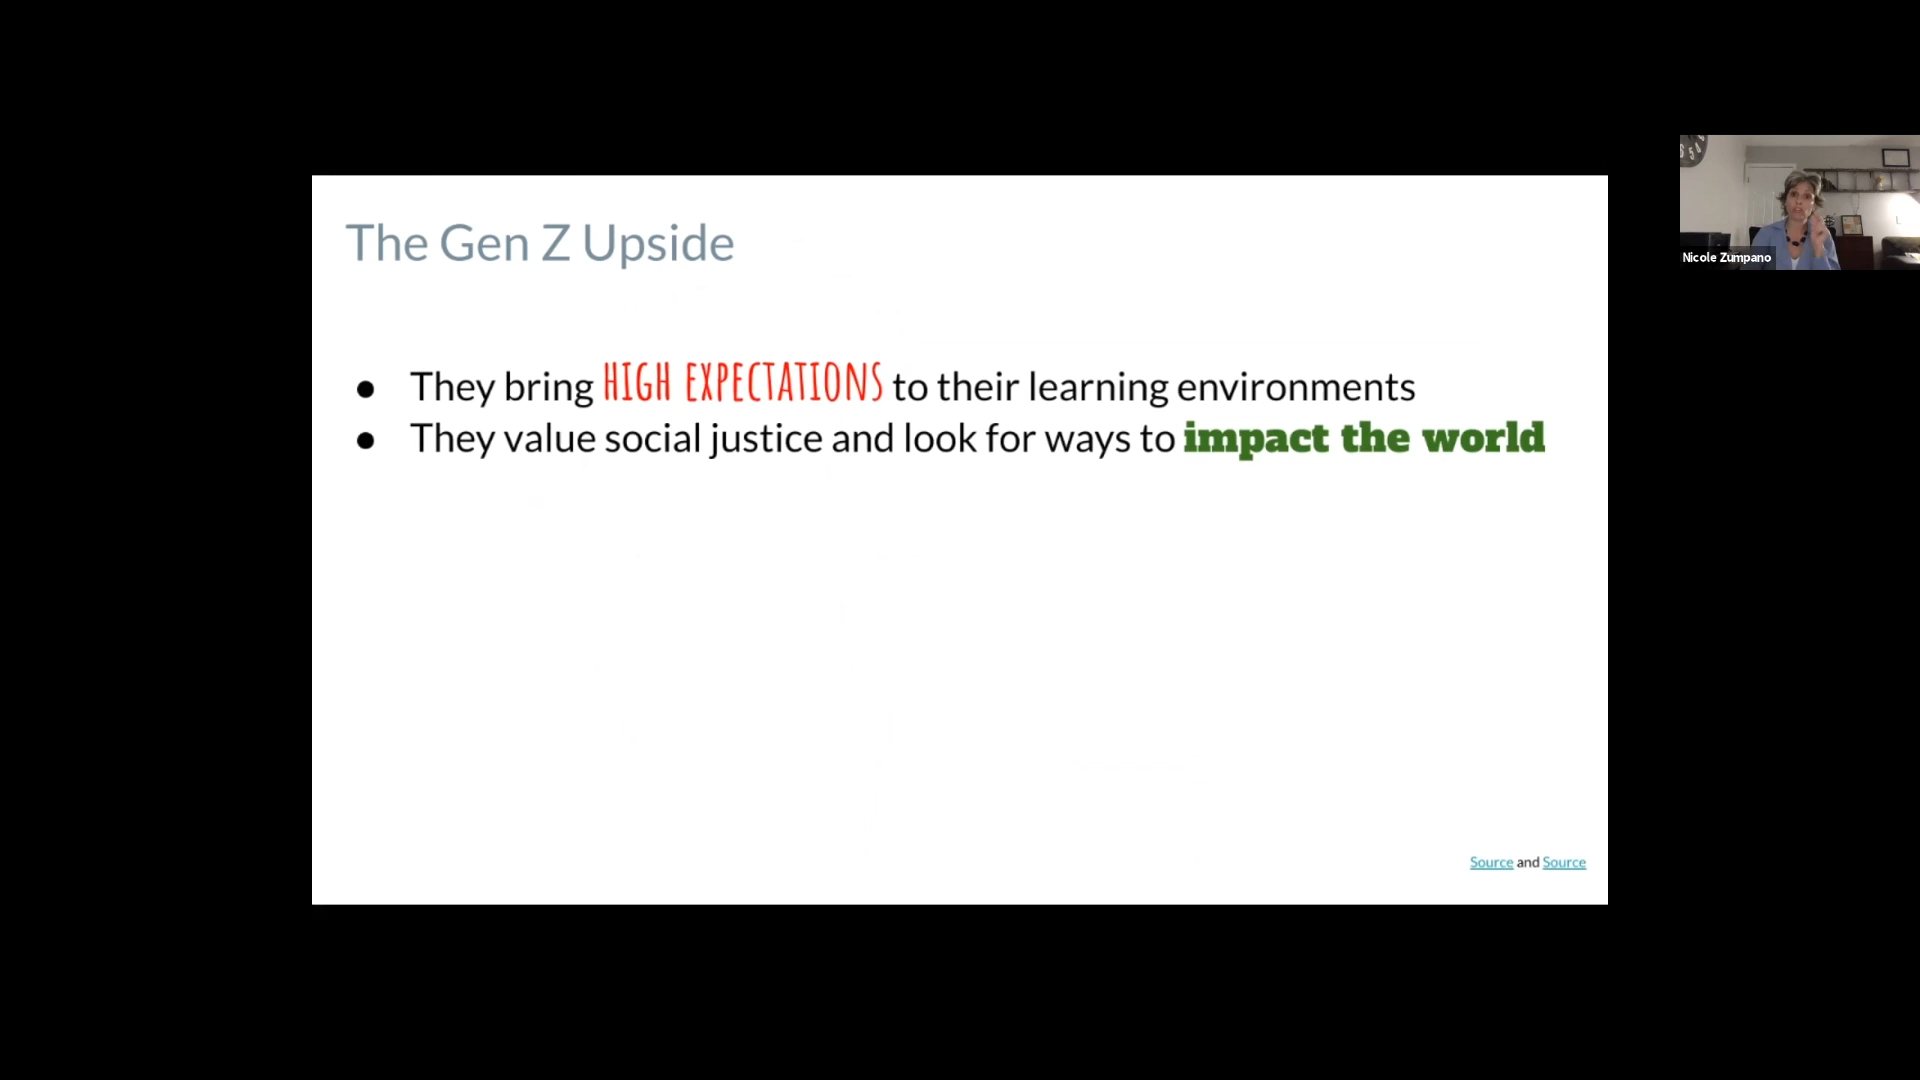 The Gen Z Upside
● They bring HIGH EXPECTATIONS to their learning environments
● They value social justice and look for ways to impact the world
Source and Source
Nicole Zumpano